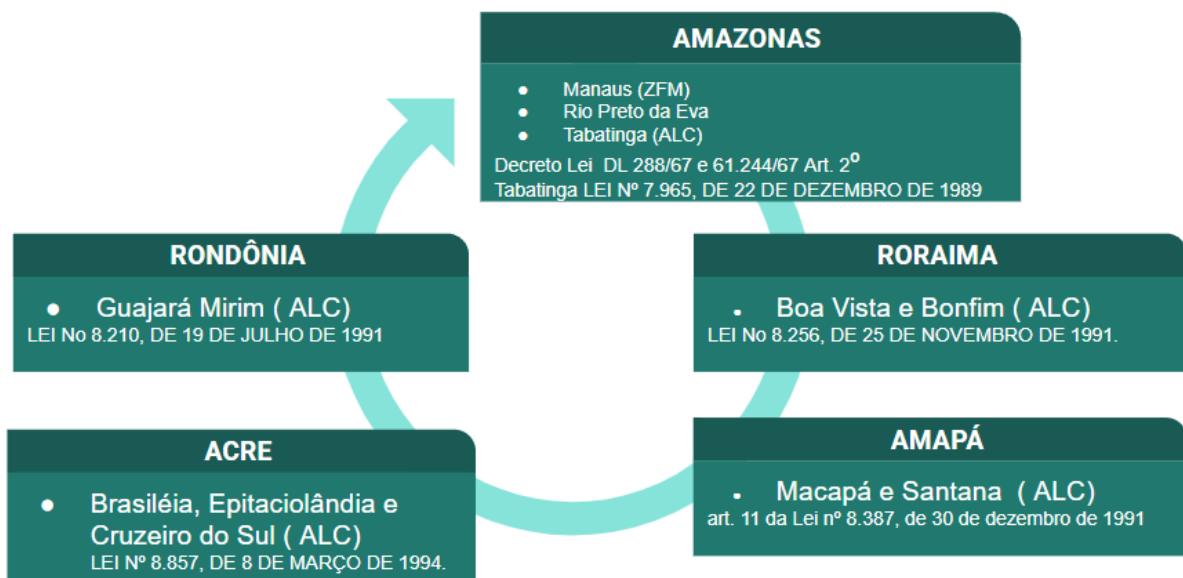 AMAZONAS
● Manaus (ZFM)
● Rio Preto da Eva
● Tabatinga (ALC)
Decreto Lei DL 288/67 e 61.244/67 Art. 2º
Tabatinga LEI Nº 7.965, DE 22 DE DEZEMBRO DE 1989
RORAIMA
. Boa Vista e Bonfim ( ALC)
LEI No 8.256, DE 25 DE NOVEMBRO DE 1991.
AMAPÁ
. Macapá e Santana ( ALC)
art. 11 da Lei nº 8.387, de 30 de dezembro de 1991
ACRE
● Brasiléia, Epitaciolândia e
Cruzeiro do Sul ( ALC)
LEI Nº 8.857, DE 8 DE MARÇO DE 1994.
RONDÔNIA
● Guajará Mirim ( ALC)
LEI No 8.210, DE 19 DE JULHO DE 1991